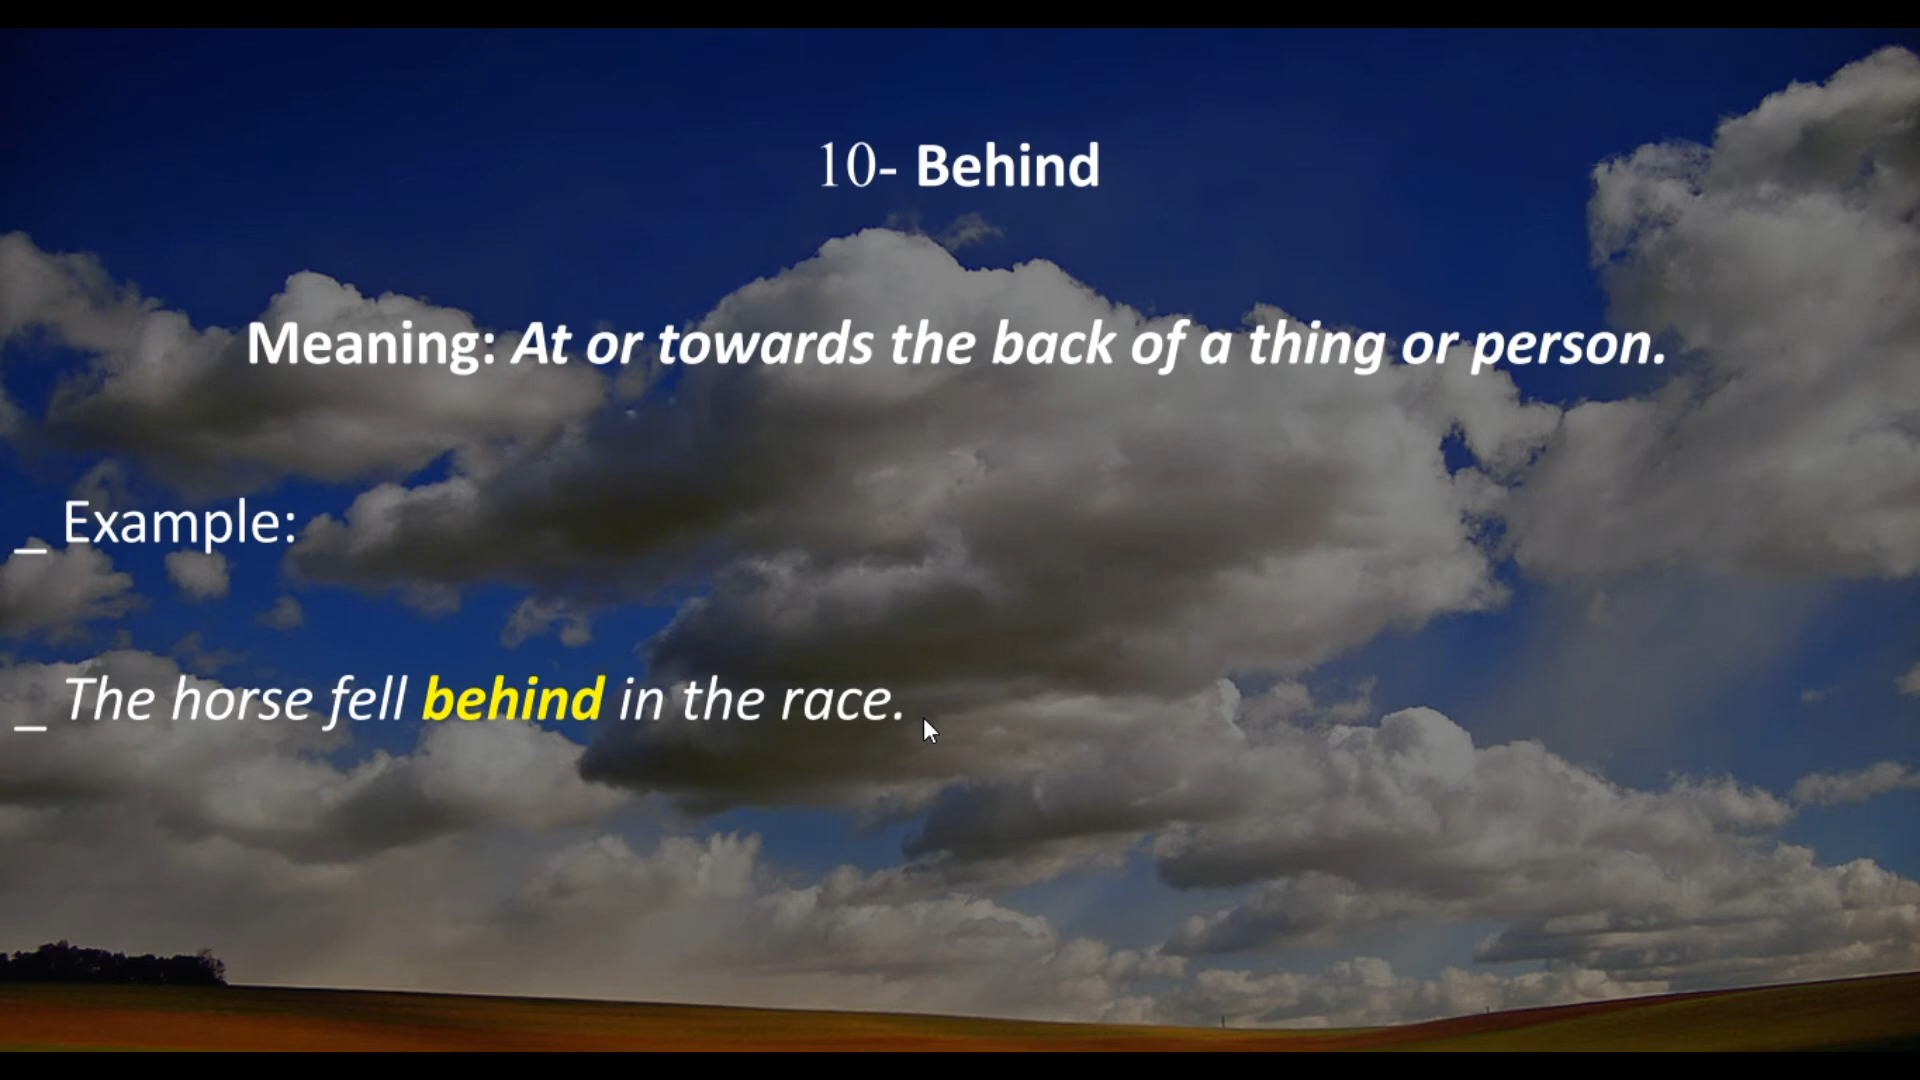 10- Behind
Meaning: At or towards the back of a thing or person.
_ Example:
_ The horse fell behind in the race.